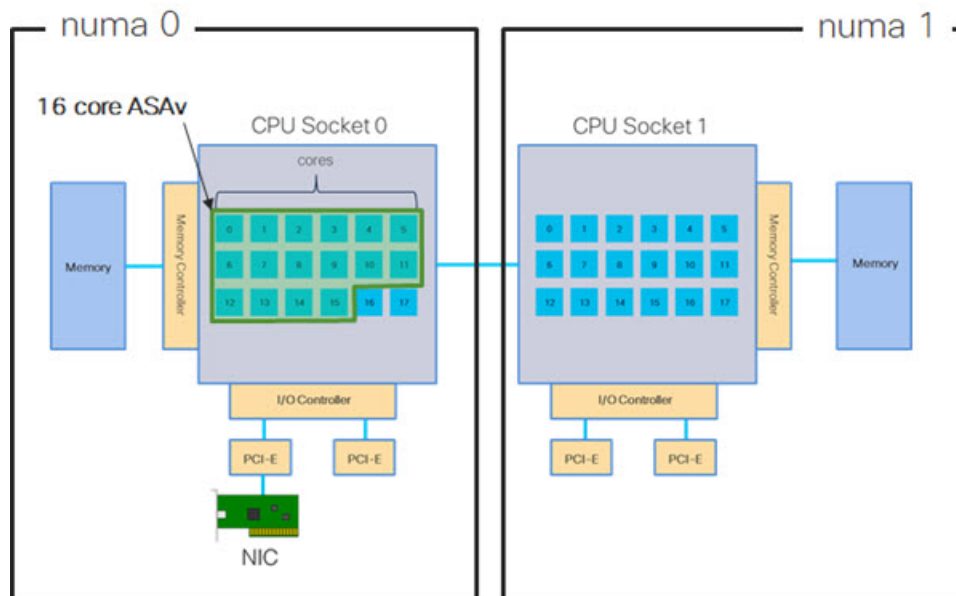 numa 0
numa 1
16 core ASAv
CPU Socket 0
CPU Socket 1
cores
0 1 2 3 4 5
0 1 2 3 4 5
Memory
Memory Controller
6 7 8 9 10 11
6 7 8 9 10 11
Memory Controller
Memory
12 13 14 15 16 17
12 13 14 15 16 17
I/O Controller
I/O Controller
PCI-E
PCI-E
PCI-E
PCI-E
NIC